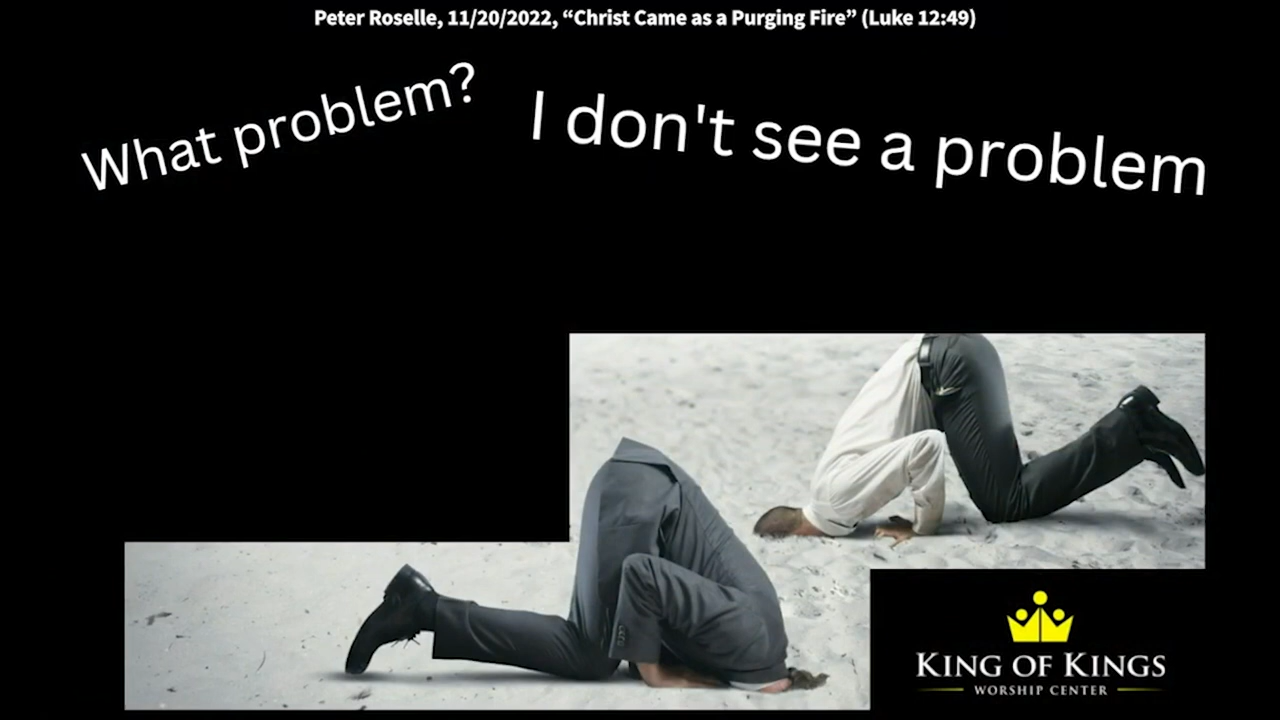 Peter Roselle, 11/20/2022, “Christ Came as a Purging Fire” (Luke 12:49)
What problem?
I don't see a problem
KING OF KINGS
WORSHIP CENTER